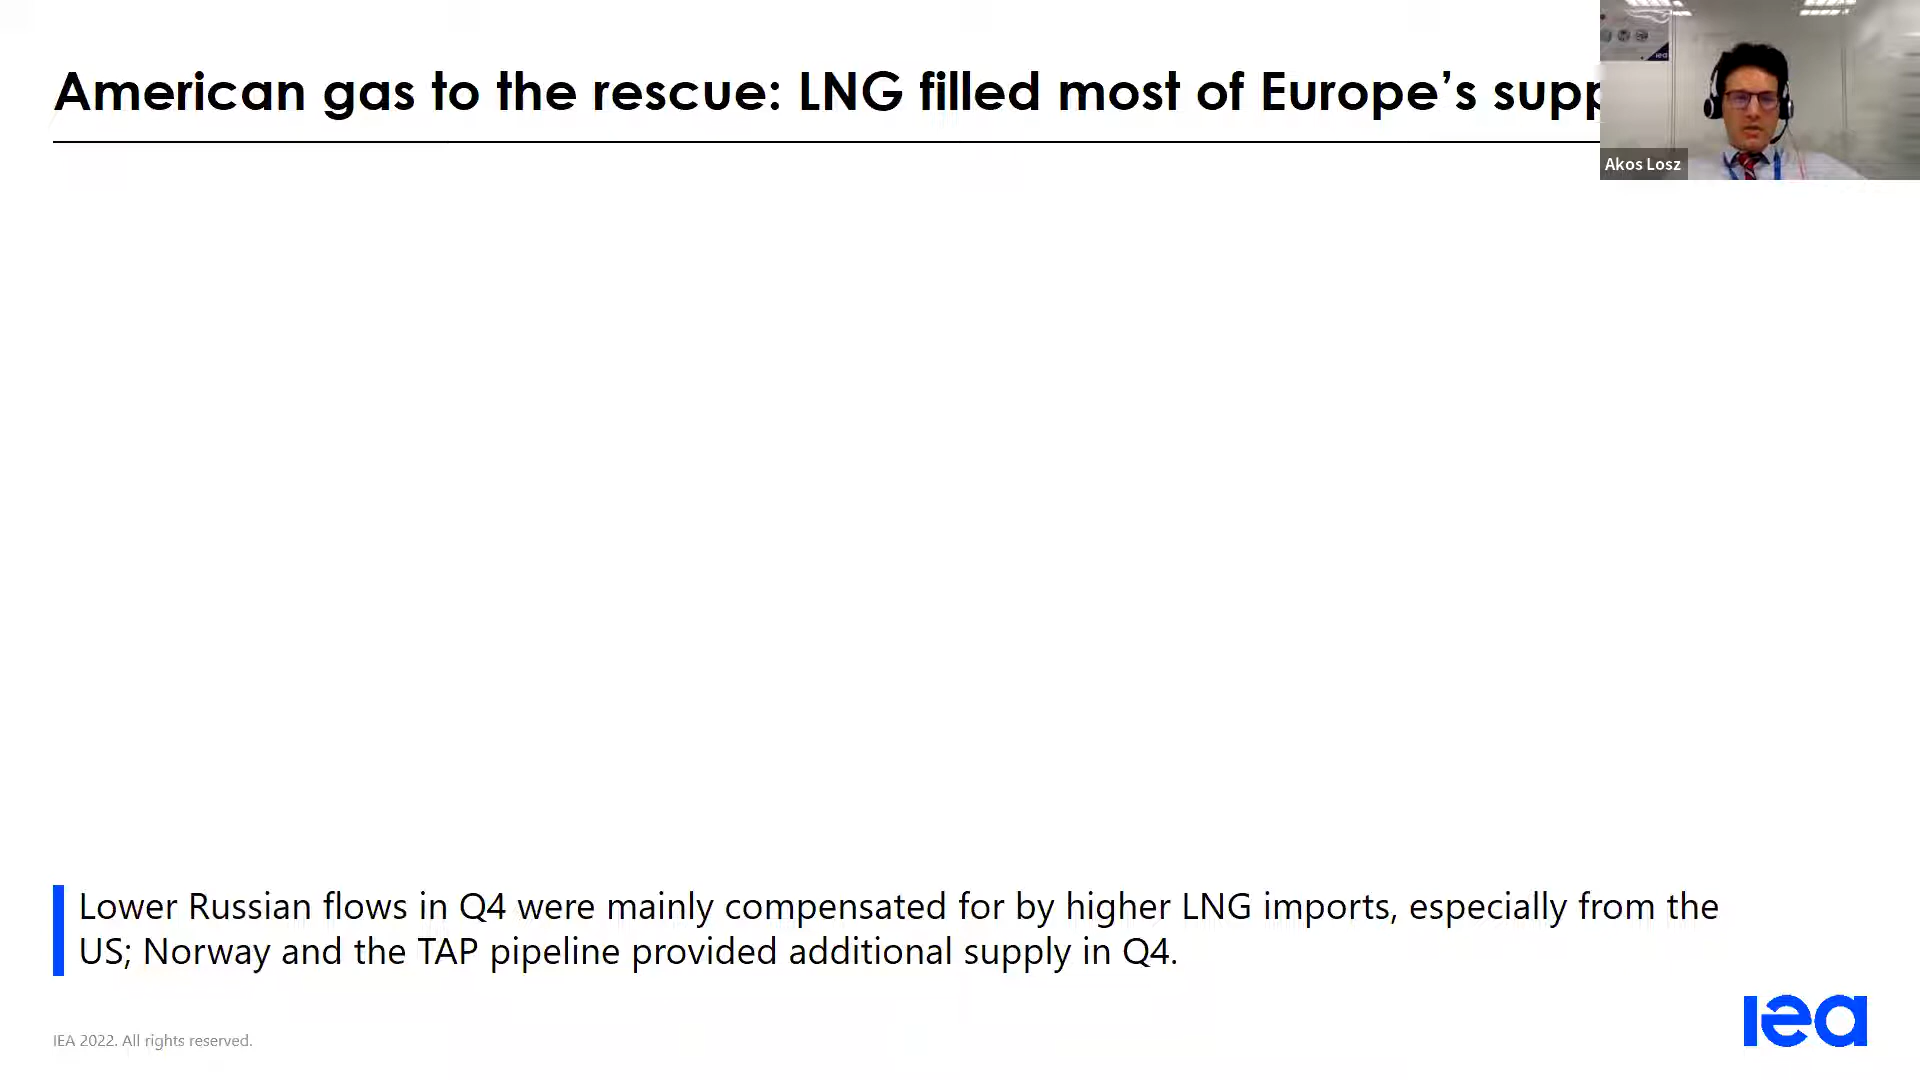 American gas to the rescue: LNG filled most of Europe’s
Akos Losz
Lower Russian flows in Q4 were mainly compensated for by higher LNG imports, especially from the
US; Norway and the TAP pipeline provided additional supply in Q4.
iea
IEA 2022. All rights reserved.